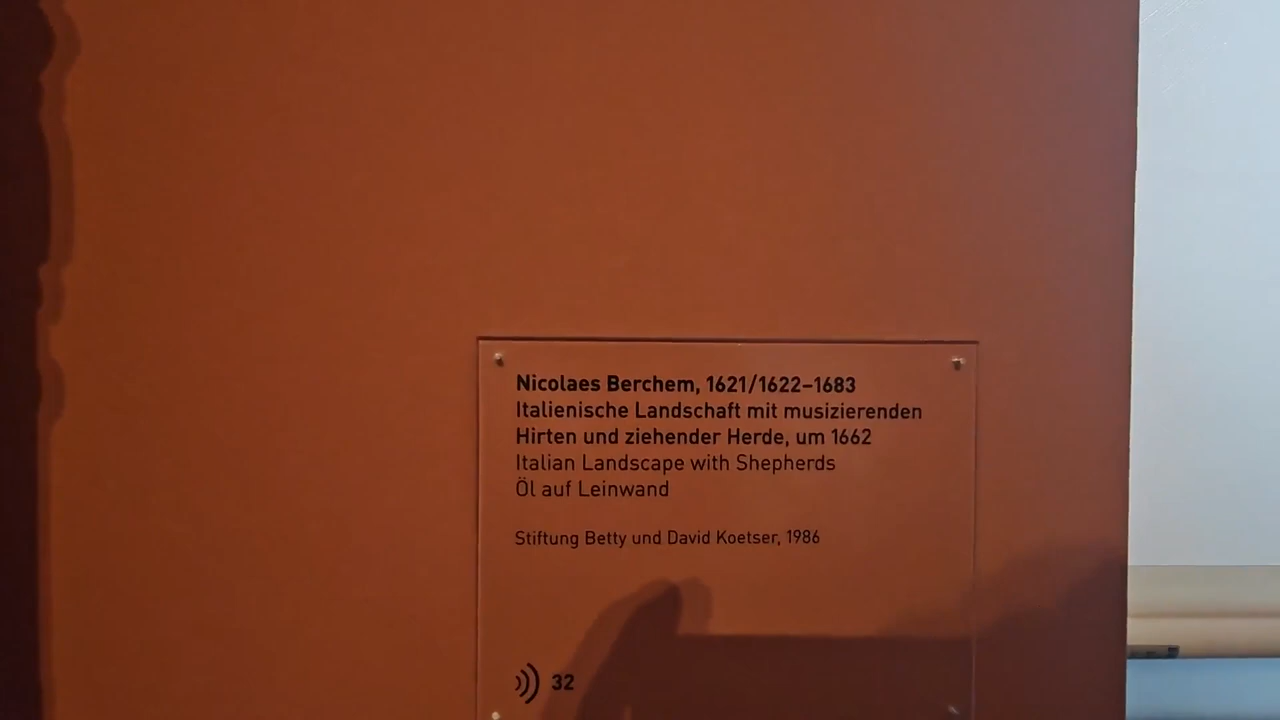 Nicolaes Berchem, 1621/1622–1683
Italienische Landschaft mit musizierenden
Hirten und ziehender Herde, um 1662
Italian Landscape with Shepherds
Öl auf Leinwand
Stiftung Betty und David Koetser, 1986
32